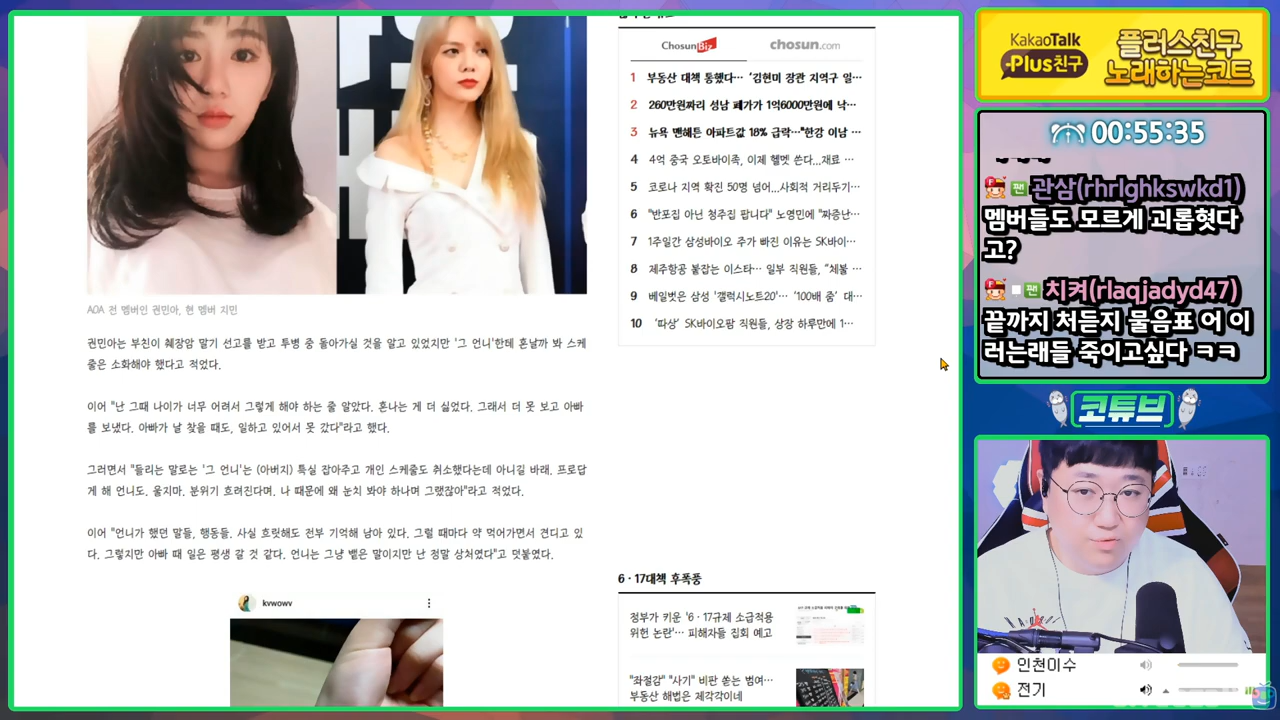 AOA 전 멤버인 권민아, 현 멤버 지민
권민아는 부친이 췌장암 말기 선고를 받고 투병 중 돌아가실 것을 알고 있었지만 '그 언니'한테 혼날까 봐 스케
줄은 소화해야 했다고 적었다.
이어 "난 그때 나이가 너무 어려서 그렇게 해야 하는 줄 알았다. 혼나는 게 더 싫었다. 그래서 더 못 보고 아빠
를 보냈다. 아빠가 날 찾을 때도, 일하고 있어서 못 갔다"라고 했다.
그러면서 "들리는 말로는 '그 언니'는 (아버지) 특실 잡아주고 개인 스케줄도 취소했다는데 아니길 바래. 프로답
게 해 언니도. 울지마. 분위기 흐려진다며. 나 때문에 왜 눈치 봐야 하냐며 그랬잖아"라고 적었다.
이어 "언니가 했던 말들, 행동들. 사실 흐릿해도 전부 기억해 남아 있다. 그럴 때마다 약 먹어가면서 견디고 있
다. 그렇지만 아빠 때 일은 평생 갈 것 같다. 언니는 그냥 뱉은 말이지만 난 정말 상처였다"고 덧붙였다.
kvwowv
ChosunBiz
chosun.com
1 부동산 대책 통했다… '김현미 장관 지역구 일…
2 260만원짜리 성남 폐가가 1억6000만원에 낙…
3 뉴욕 맨해튼 아파트값 18% 급락…"한강 이남 …
4 4억 중국 오토바이족, 이제 헬멧 쓴다...재료 …
5 코로나 지역 확진 50명 넘어...사회적 거리두기…
6 "반포집 아닌 청주집 팝니다" 노영민에 "짜증난…
7 1주일간 삼성바이오 주가 빠진 이유는 SK바이…
8 제주항공 붙잡는 이스타… 일부 직원들, "체불 …
9 베일벗은 삼성 '갤럭시노트20'… '100배 줌' 대…
10 '따상' SK바이오팜 직원들, 상장 하루만에 1…
6·17대책 후폭풍
정부가 키운 '6·17규제 소급적용
위헌 논란'… 피해자들 집회 예고
"좌절감" "사기" 비판 쏟는 범여…
부동산 해법은 제각각이네
KakaoTalk
Plus친구
플러스친구
노래하는코트
00:55:35
팬 관삼(rhrlghkswkd1)
멤버들도 모르게 괴롭혓다
고?
팬 치켜(rlaqjadyd47)
끝까지 처듣지 물음표 어 이
러는래들 죽이고싶다 ㅋㅋ
코튜브
인천이수
전기